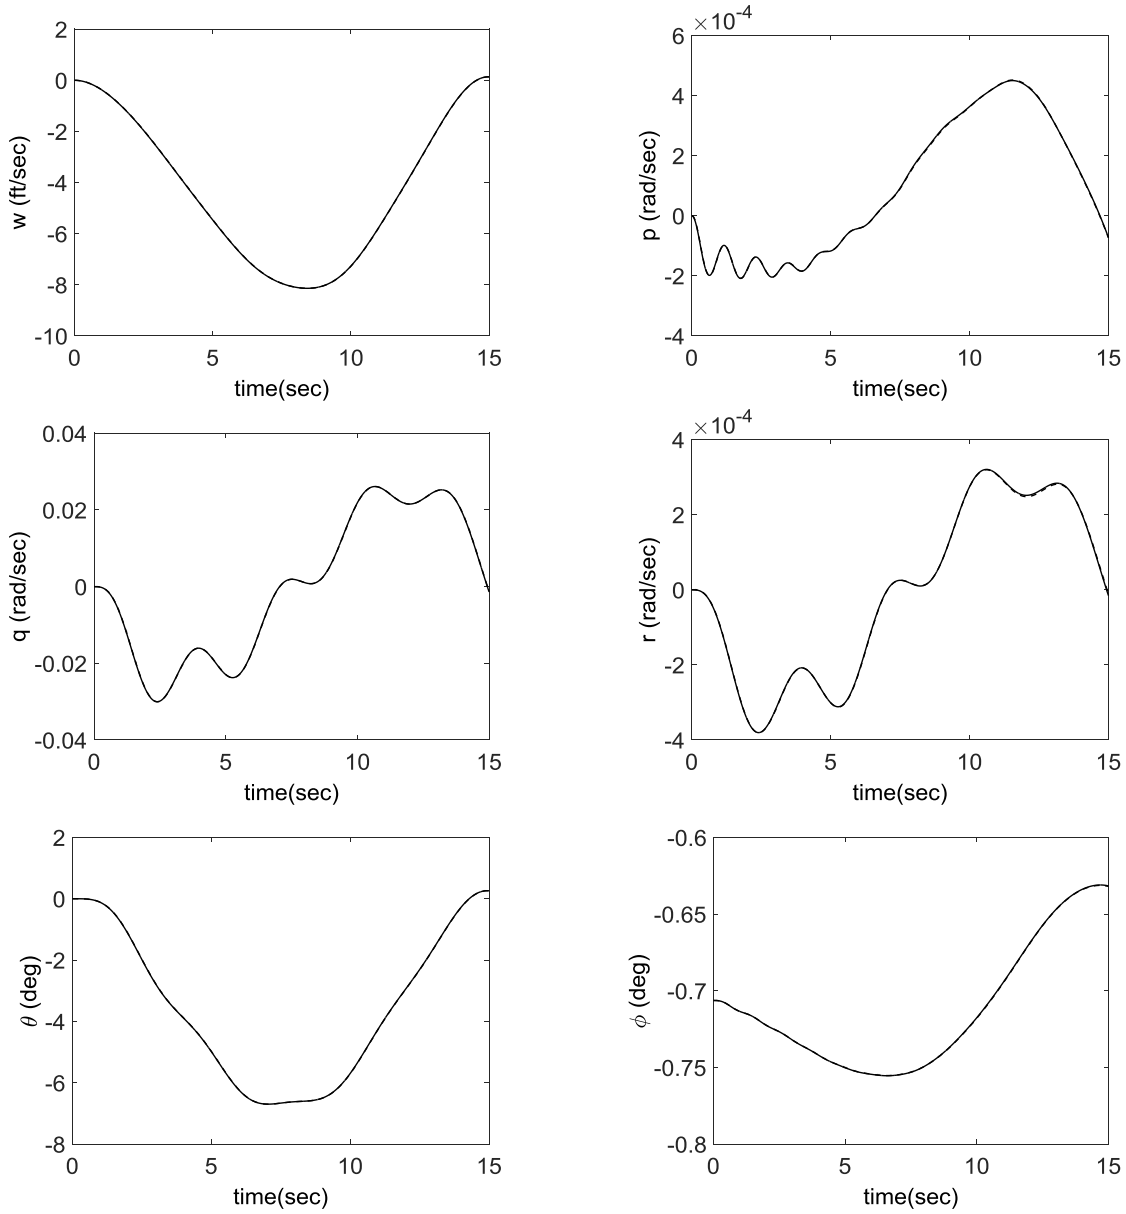 2
0
-2
-4
-6
-8
-10
w (ft/sec)
0 5 10 15
time(sec)
×10-4
6
4
2
0
-2
-4
p (rad/sec)
0 5 10 15
time(sec)
0.04
0.02
0
-0.02
-0.04
q (rad/sec)
0 5 10 15
time(sec)
×10-4
4
2
0
-2
-4
r (rad/sec)
0 5 10 15
time(sec)
2
0
-2
-4
-6
-8
θ (deg)
0 5 10 15
time(sec)
-0.6
-0.65
-0.7
-0.75
-0.8
ϕ (deg)
0 5 10 15
time(sec)